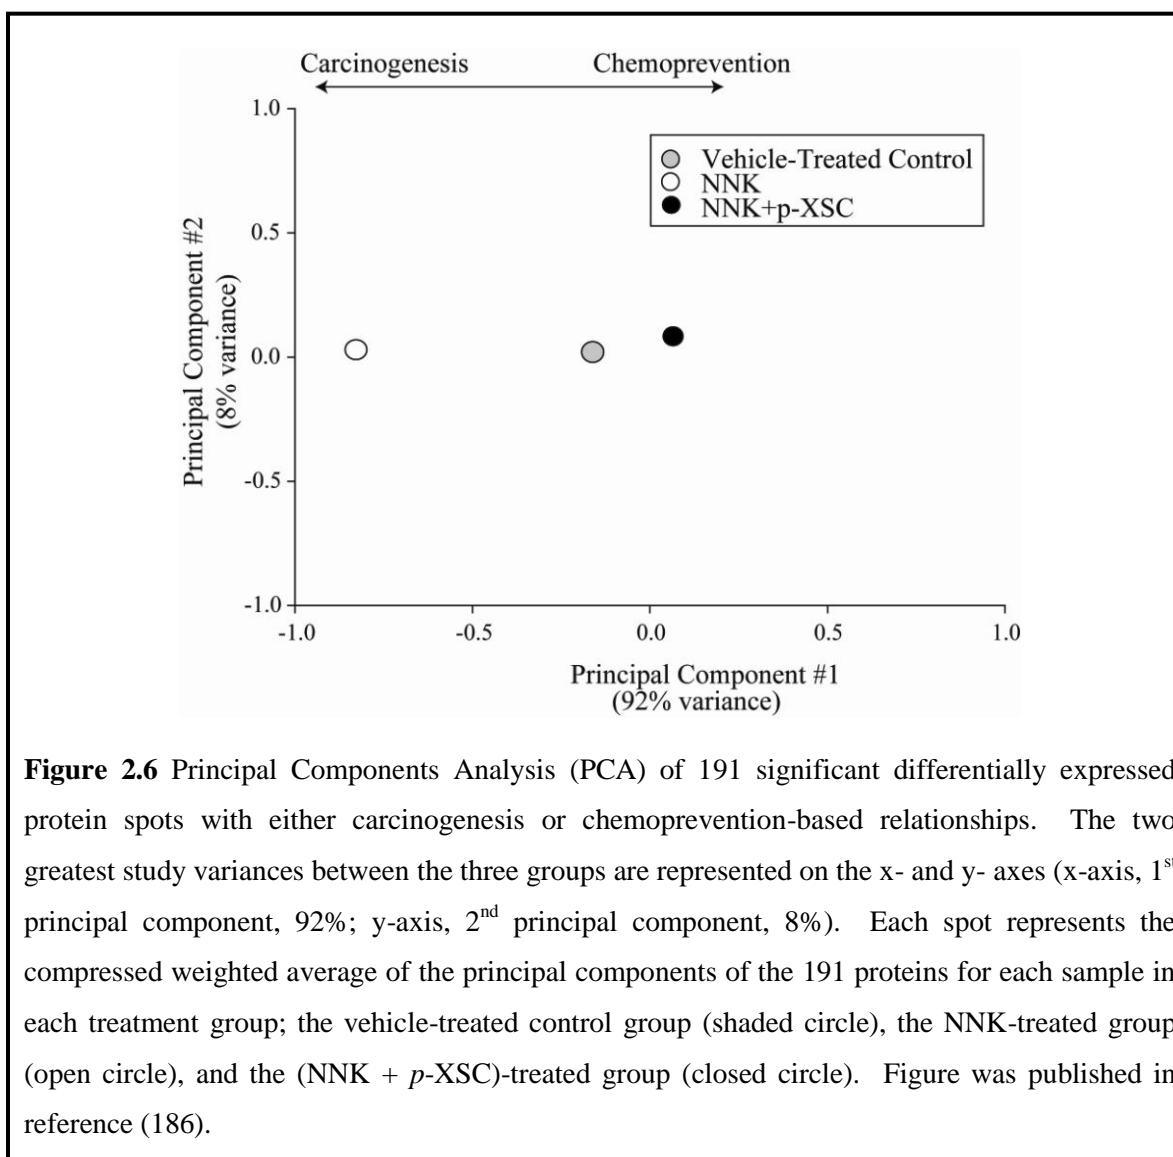 Carcinogenesis Chemoprevention
1.0
Vehicle-Treated Control
NNK
NNK+p-XSC
0.5
Principal Component #2
(8% variance)
0.0
-0.5
-1.0
-1.0 -0.5 0.0 0.5 1.0
Principal Component #1
(92% variance)
Figure 2.6 Principal Components Analysis (PCA) of 191 significant differentially expressed
protein spots with either carcinogenesis or chemoprevention-based relationships. The two
greatest study variances between the three groups are represented on the x- and y- axes (x-axis, 1st
principal component, 92%; y-axis, 2nd principal component, 8%). Each spot represents the
compressed weighted average of the principal components of the 191 proteins for each sample in
each treatment group; the vehicle-treated control group (shaded circle), the NNK-treated group
(open circle), and the (NNK + p-XSC)-treated group (closed circle). Figure was published in
reference (186).